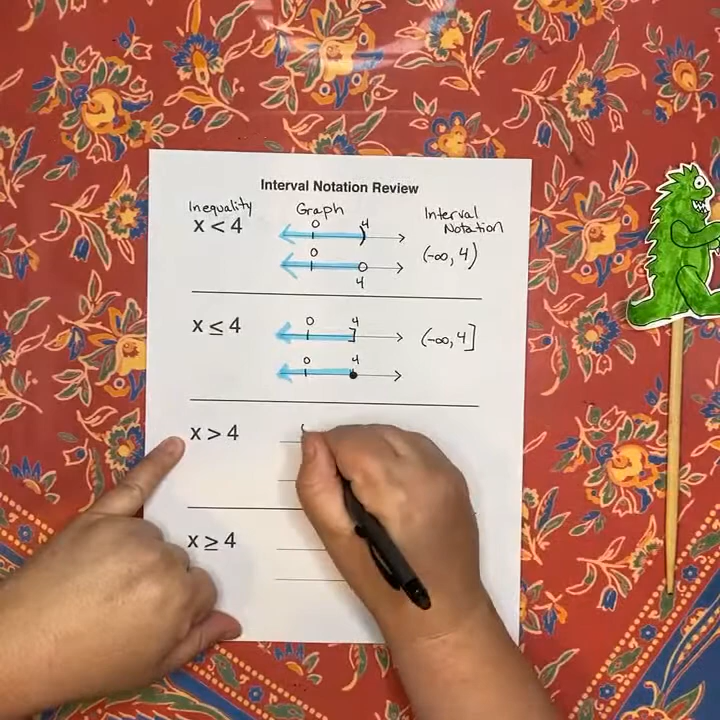 Interval Notation Review
Inequality Graph Interval
Notation
x < 4
0 4
(-∞, 4)
0
4
x ≤ 4
0 4
(-∞, 4]
0 4
x > 4
x ≥ 4